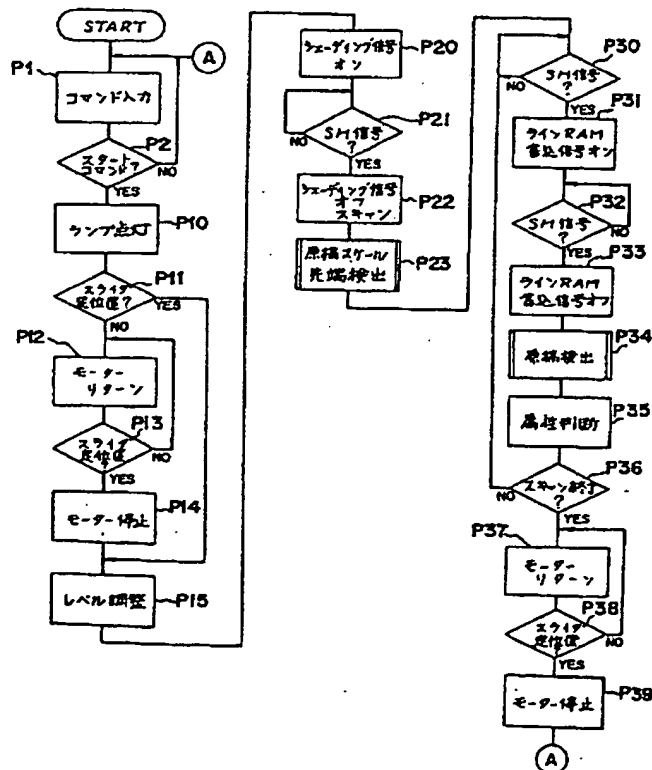 START
A
P1
コマンド入力
P2
スタート
コマンド?
NO
YES
P10
ランプ点灯
P11
スライダ
定位置?
YES
NO
P12
モーター
リターン
P13
スライダ
定位置
?
NO
YES
P14
モーター停止
P15
レベル調整
P20
シェーディング信号
オン
P21
SH信号
?
NO
YES
P22
シェーディング信号
オフ
スキャン
P23
原稿スケール
先端検出
P30
SH信号
?
NO
YES
P31
ラインRAM
書込信号オン
P32
SH信号
?
NO
YES
P33
ラインRAM
書込信号オフ
P34
原稿検出
P35
属性判断
P36
スキャン終了
?
NO
YES
P37
モーター
リターン
P38
スライダ
定位置
?
NO
YES
P39
モーター停止
A